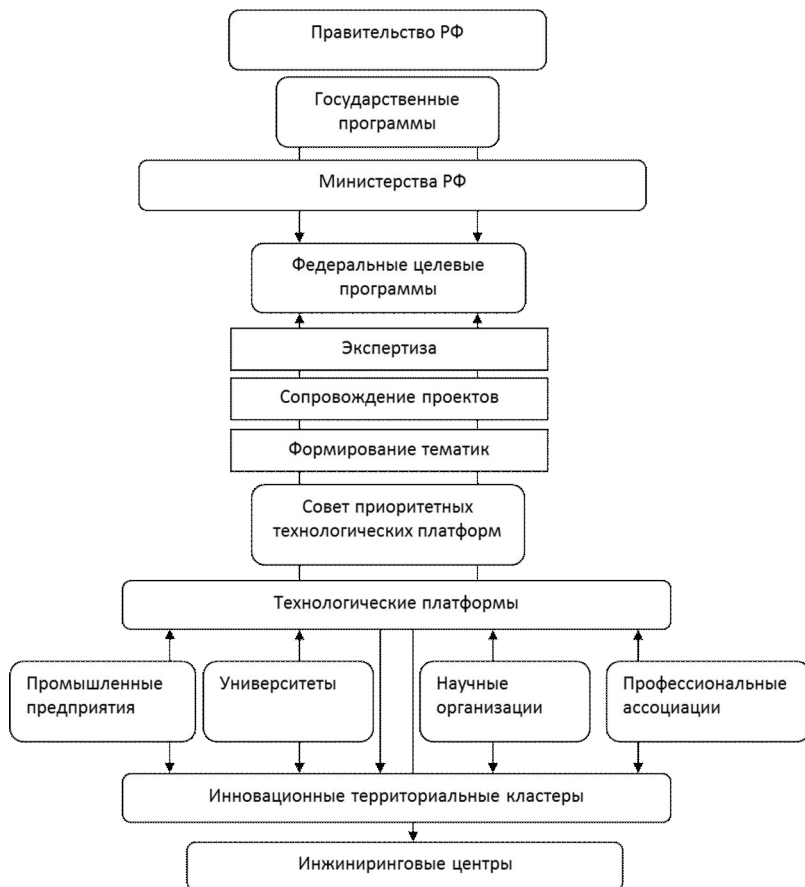 Правительство РФ
Государственные
программы
Министерства РФ
Федеральные целевые
программы
Экспертиза
Сопровождение проектов
Формирование тематик
Совет приоритетных
технологических платформ
Технологические платформы
Промышленные
предприятия
Университеты
Научные
организации
Профессиональные
ассоциации
Инновационные территориальные кластеры
Инжиниринговые центры